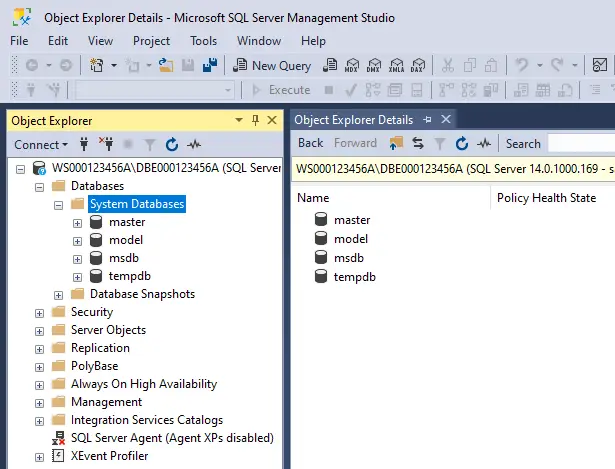 Object Explorer Details - Microsoft SQL Server Management Studio
File Edit View Project Tools Window Help
New Query MDX DMX XMLA DAX
Execute
Object Explorer
Connect
WS000123456A\DBE000123456A (SQL Server
Databases
System Databases
master
model
msdb
tempdb
Database Snapshots
Security
Server Objects
Replication
PolyBase
Always On High Availability
Management
Integration Services Catalogs
SQL Server Agent (Agent XPs disabled)
XEvent Profiler
Object Explorer Details
Back Forward Search
WS000123456A\DBE000123456A (SQL Server 14.0.1000.169 - s
Name Policy Health State
master
model
msdb
tempdb